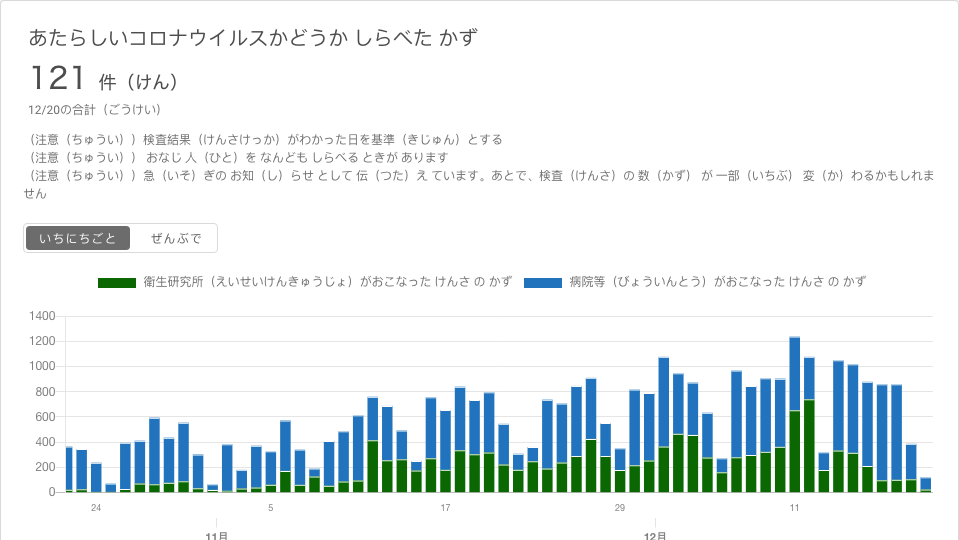 あたらしいコロナウイルスかどうか しらべた かず
121 件（けん）
12/20の合計（ごうけい）
（注意（ちゅうい））検査結果（けんさけっか）がわかった日を基準（きじゅん）とする
（注意（ちゅうい）） おなじ 人（ひと）を なんども しらべる ときが あります
（注意（ちゅうい））急（いそ）ぎの お知（し）らせ として 伝（つた）え ています。あとで、検査（けんさ）の 数（かず） が 一部（いちぶ） 変（か）わるかもしれま
せん
いちにちごと ぜんぶで
衛生研究所（えいせいけんきゅうじょ）がおこなった けんさ の かず 病院等（びょういんとう）がおこなった けんさ の かず
1400
1200
1000
800
600
400
200
0
24 5 17 29 11
11月 12月